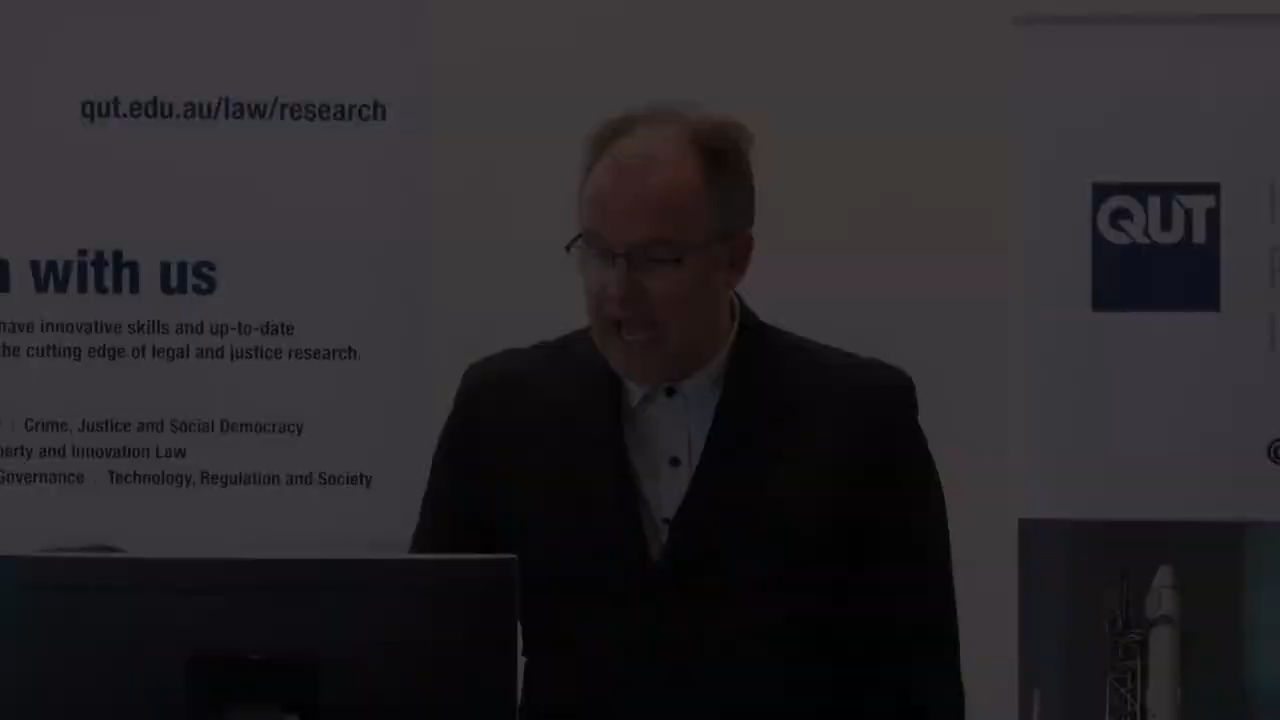 qut.edu.au/law/research
with us
have innovative skills and up-to-date
the cutting edge of legal and justice research.
Crime, Justice and Social Democracy
and Innovation Law
Governance Technology, Regulation and Society
QUT